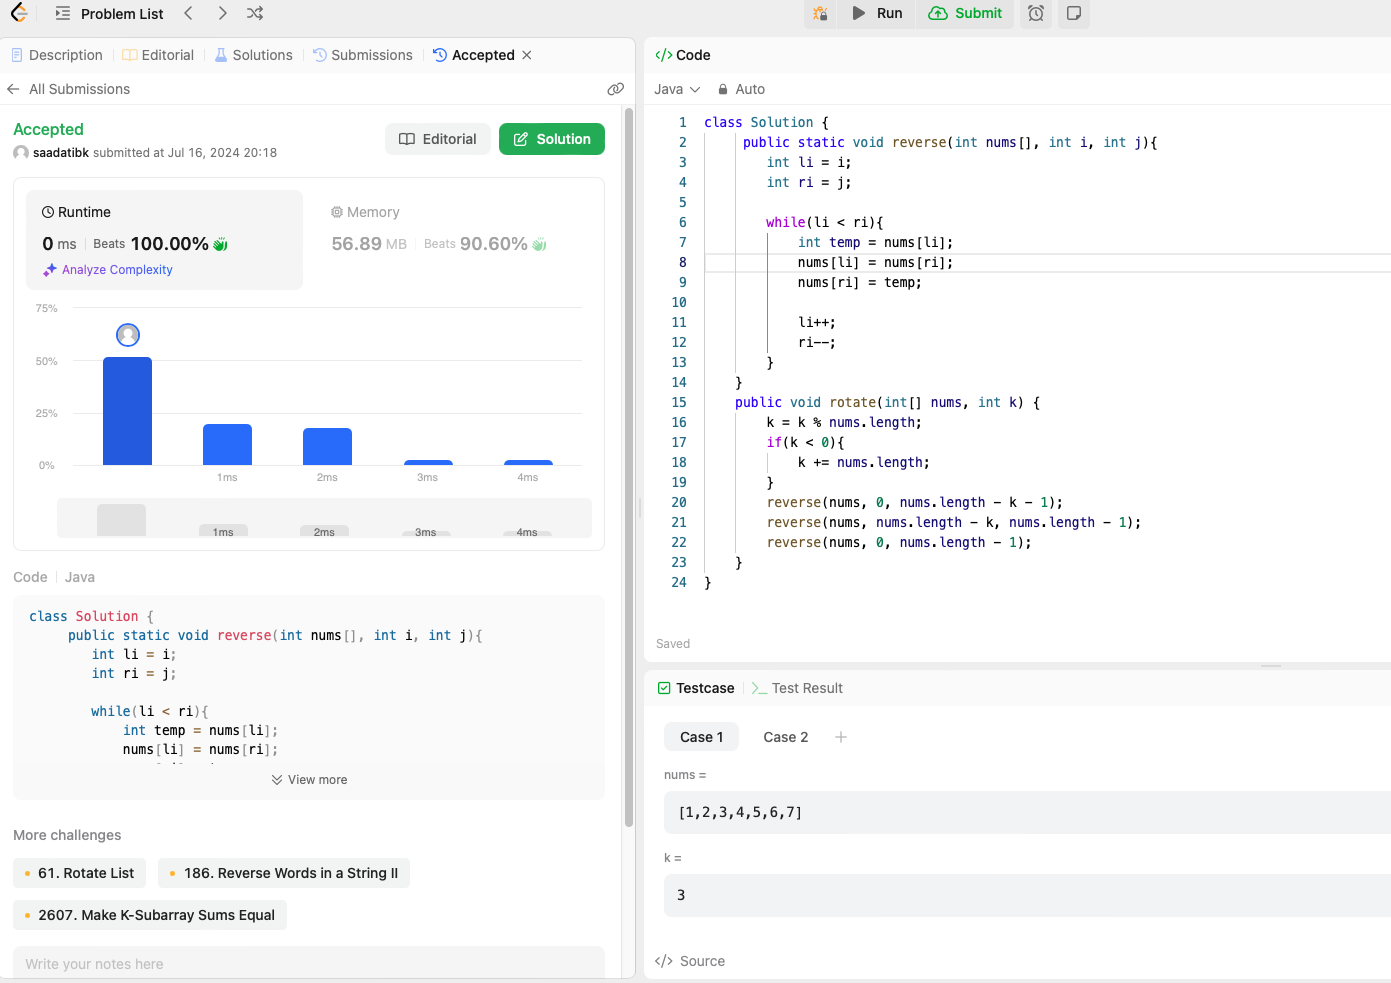 Problem List
Run
Submit
Description
Editorial
Solutions
Submissions
Accepted
All Submissions
Accepted
Editorial
Solution
saadatibk submitted at Jul 16, 2024 20:18
Runtime
0 ms | Beats 100.00%
Analyze Complexity
Memory
56.89 MB | Beats 90.60%
75%
50%
25%
0%
1ms
2ms
3ms
4ms
1ms
2ms
3ms
4ms
Code | Java
class Solution {
public static void reverse(int nums[], int i, int j){
int li = i;
int ri = j;
while(li < ri){
int temp = nums[li];
nums[li] = nums[ri];
View more
More challenges
61. Rotate List
186. Reverse Words in a String II
2607. Make K-Subarray Sums Equal
Write your notes here
</> Code
Java
Auto
1 class Solution {
2 public static void reverse(int nums[], int i, int j){
3 int li = i;
4 int ri = j;
5
6 while(li < ri){
7 int temp = nums[li];
8 nums[li] = nums[ri];
9 nums[ri] = temp;
10
11 li++;
12 ri--;
13 }
14 }
15 public void rotate(int[] nums, int k) {
16 k = k % nums.length;
17 if(k < 0){
18 k += nums.length;
19 }
20 reverse(nums, 0, nums.length - k - 1);
21 reverse(nums, nums.length - k, nums.length - 1);
22 reverse(nums, 0, nums.length - 1);
23 }
24 }
Saved
Testcase
Test Result
Case 1
Case 2
+
nums =
[1,2,3,4,5,6,7]
k =
3
</> Source